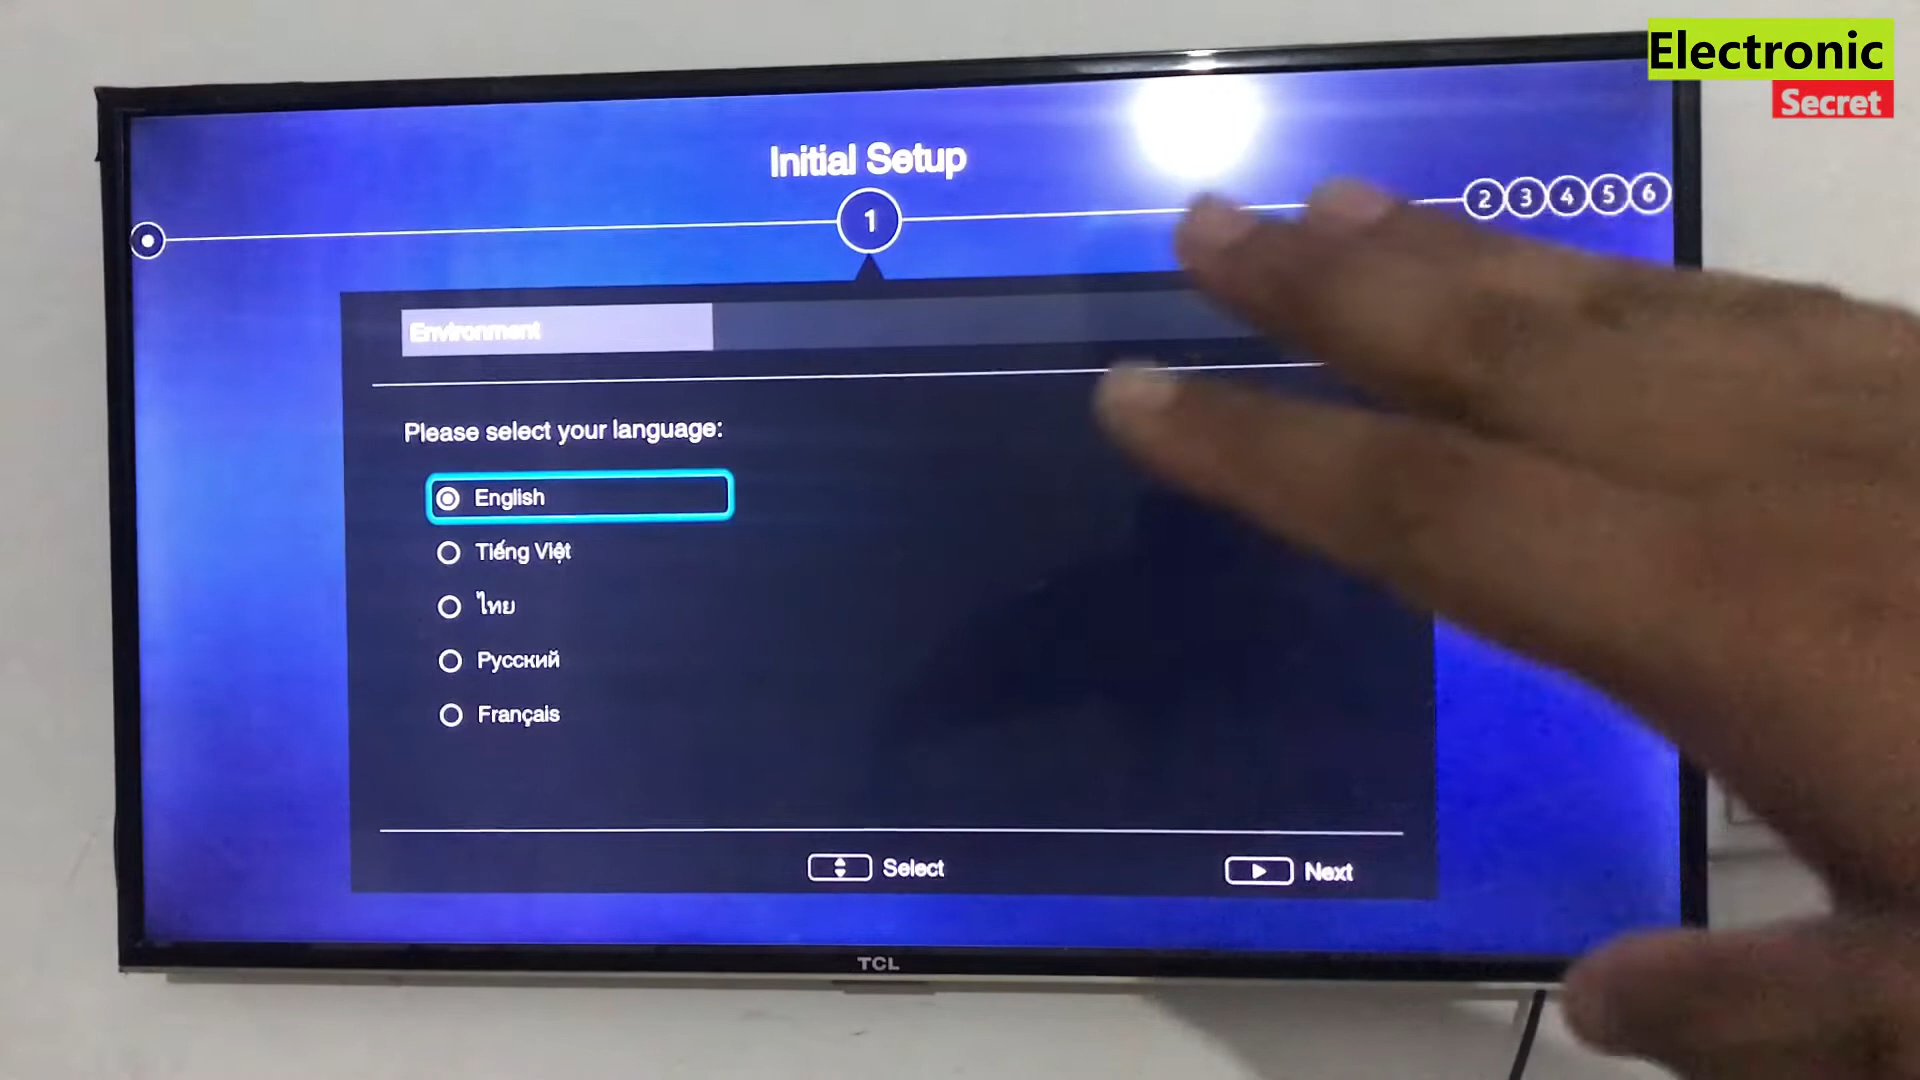 Electronic
Secret
Initial Setup
1
2 3 4 5 6
Environment
Please select your language:
English
Tiếng Việt
ไทย
Русский
Français
Select
Next
TCL